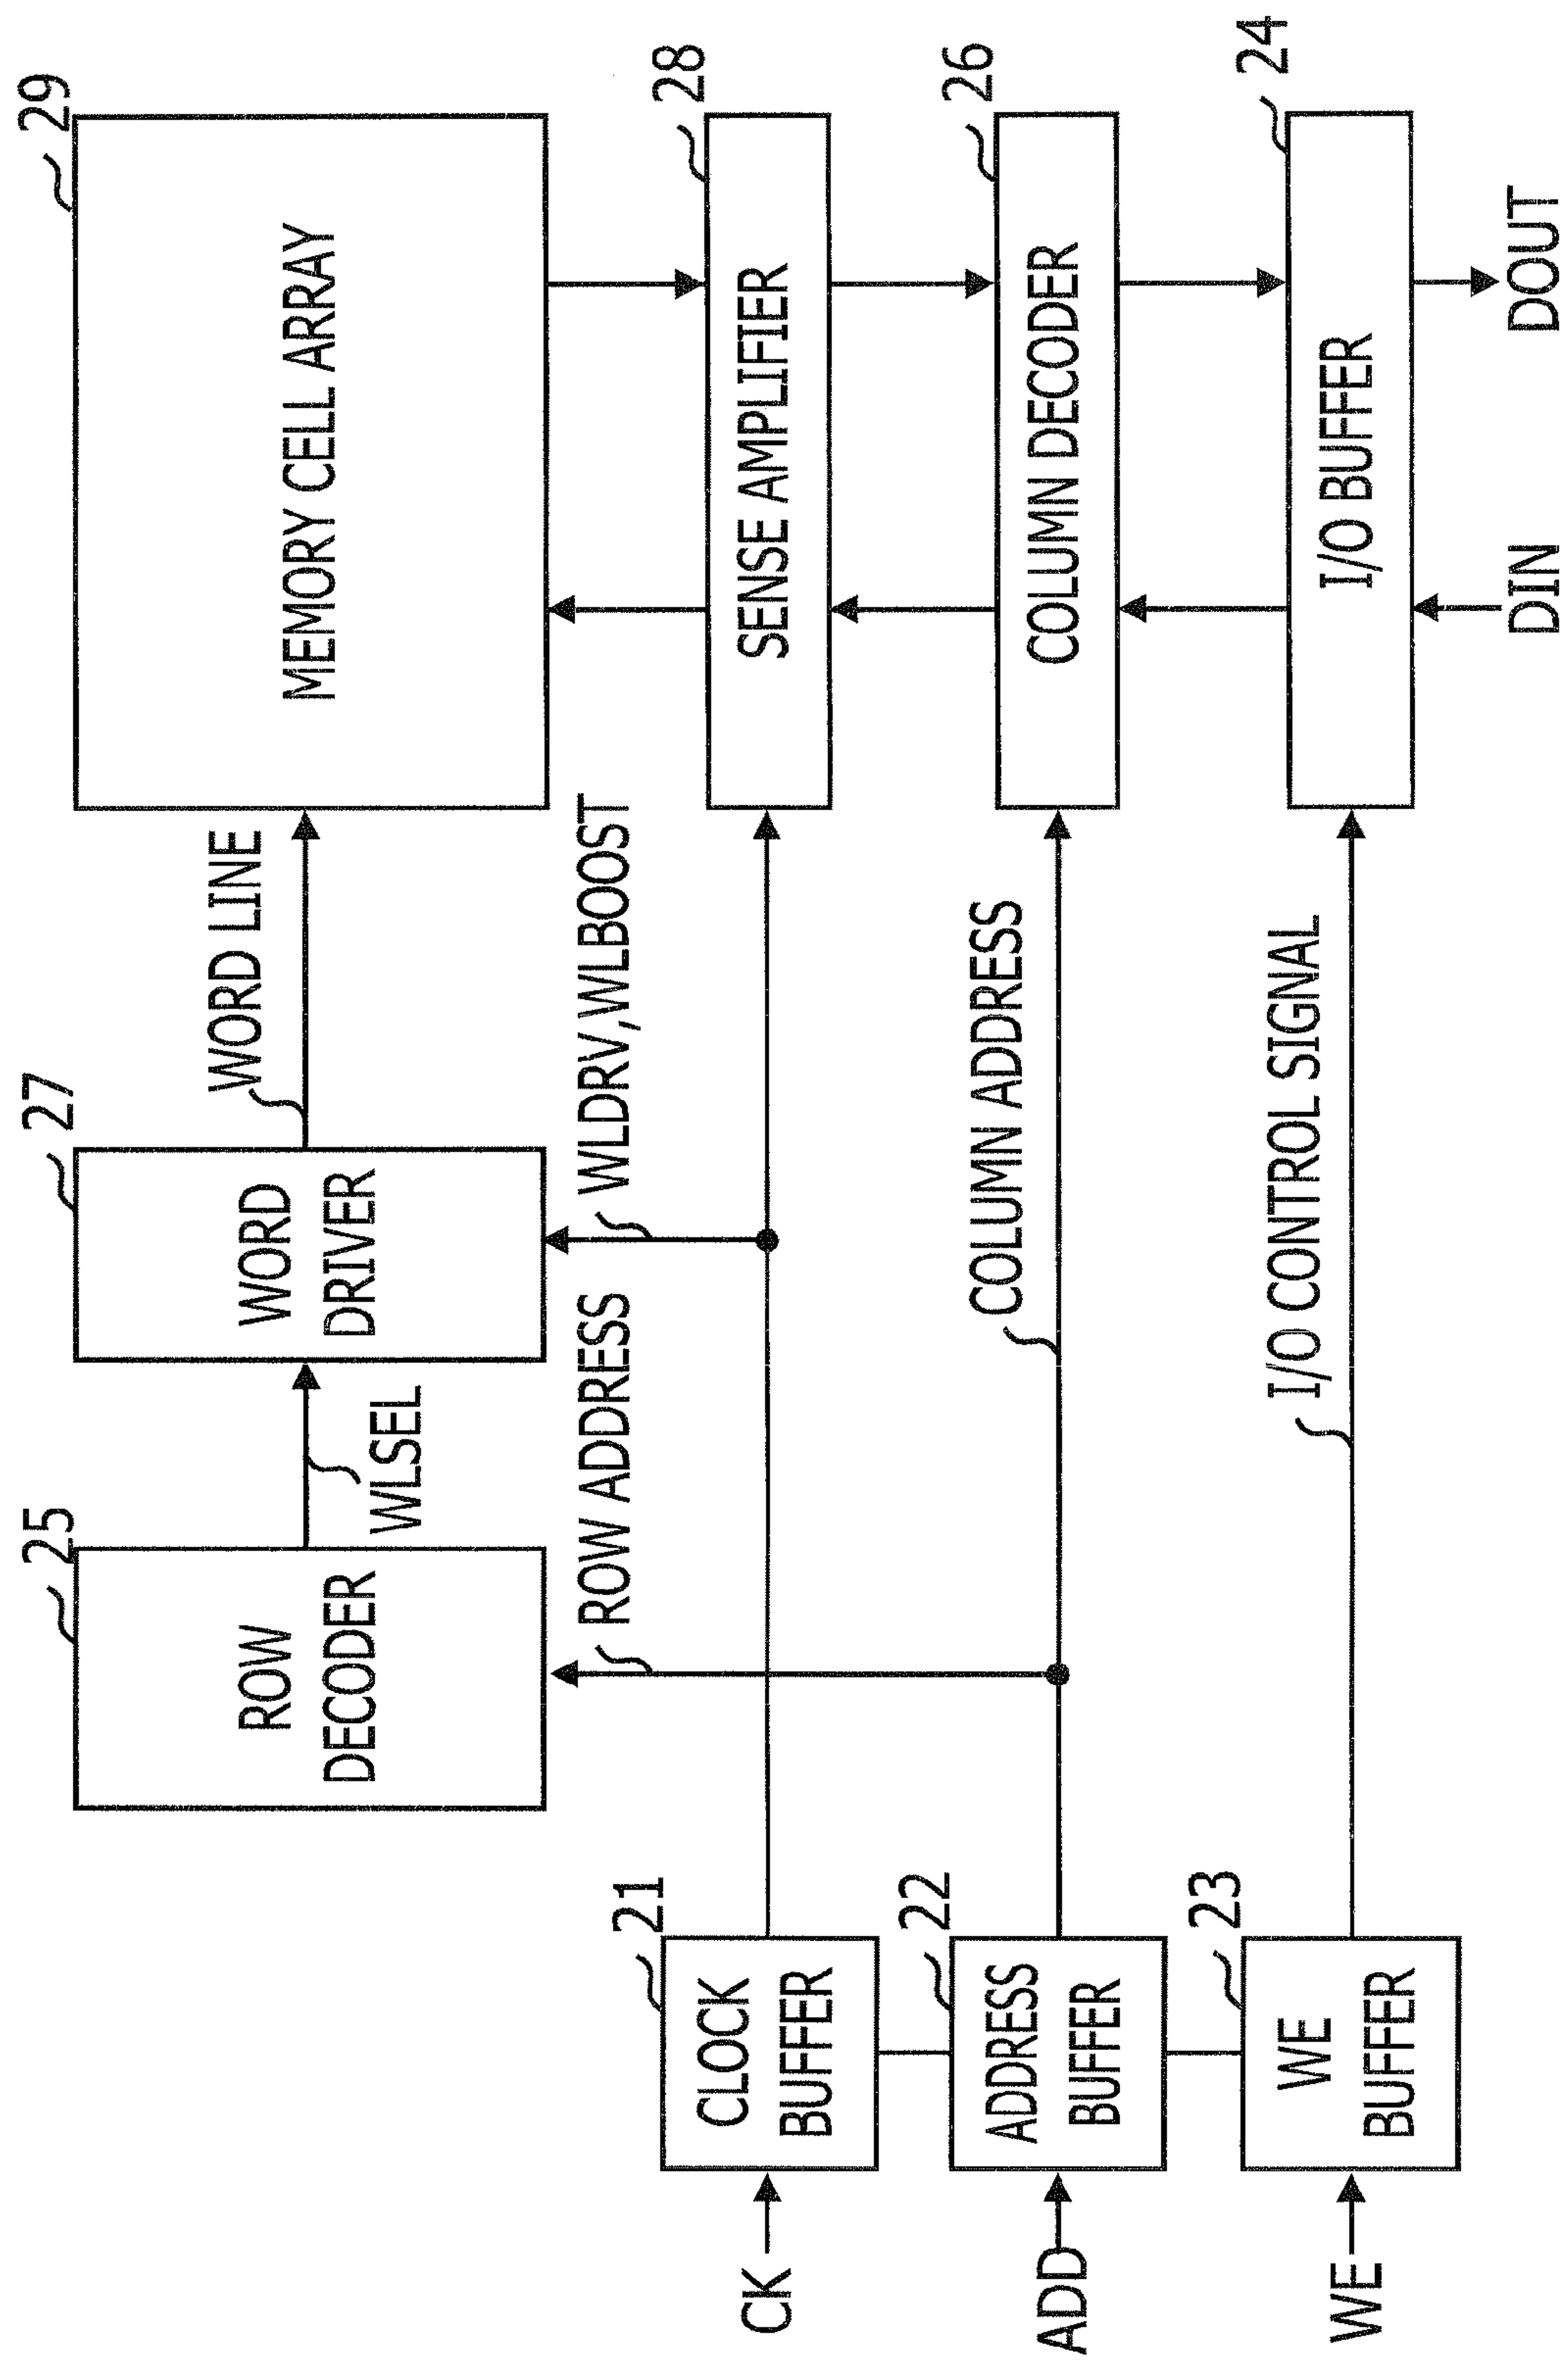 25
ROW
DECODER
WLSEL
27
WORD
DRIVER
WORD LINE
29
MEMORY CELL ARRAY
ROW ADDRESS
WLDRV,WLBOOST
CK
21
CLOCK
BUFFER
28
SENSE AMPLIFIER
ADD
22
ADDRESS
BUFFER
COLUMN ADDRESS
26
COLUMN DECODER
WE
23
WE
BUFFER
I/O CONTROL SIGNAL
24
I/O BUFFER
DIN
DOUT